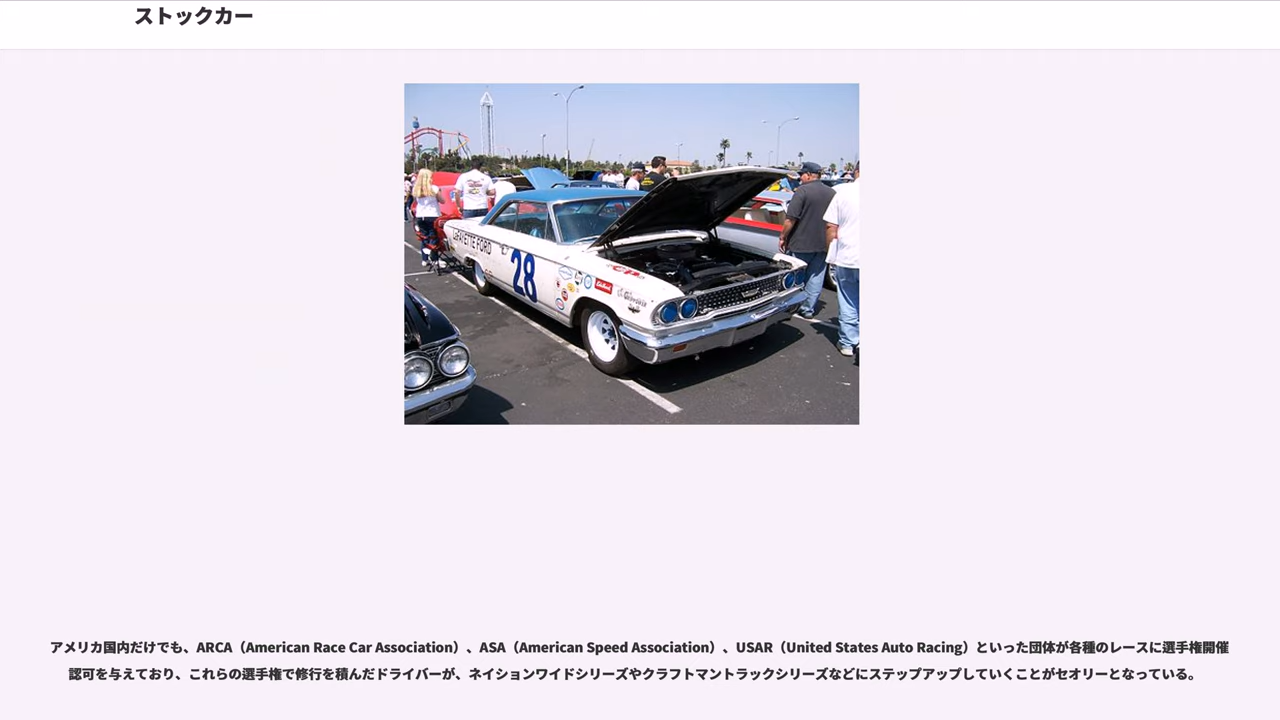 ストックカー
LAFAYETTE FORD
28
アメリカ国内だけでも、ARCA（American Race Car Association）、ASA（American Speed Association）、USAR（United States Auto Racing）といった団体が各種のレースに選手権開催
認可を与えており、これらの選手権で修行を積んだドライバーが、ネイションワイドシリーズやクラフトマントラックシリーズなどにステップアップしていくことがセオリーとなっている。